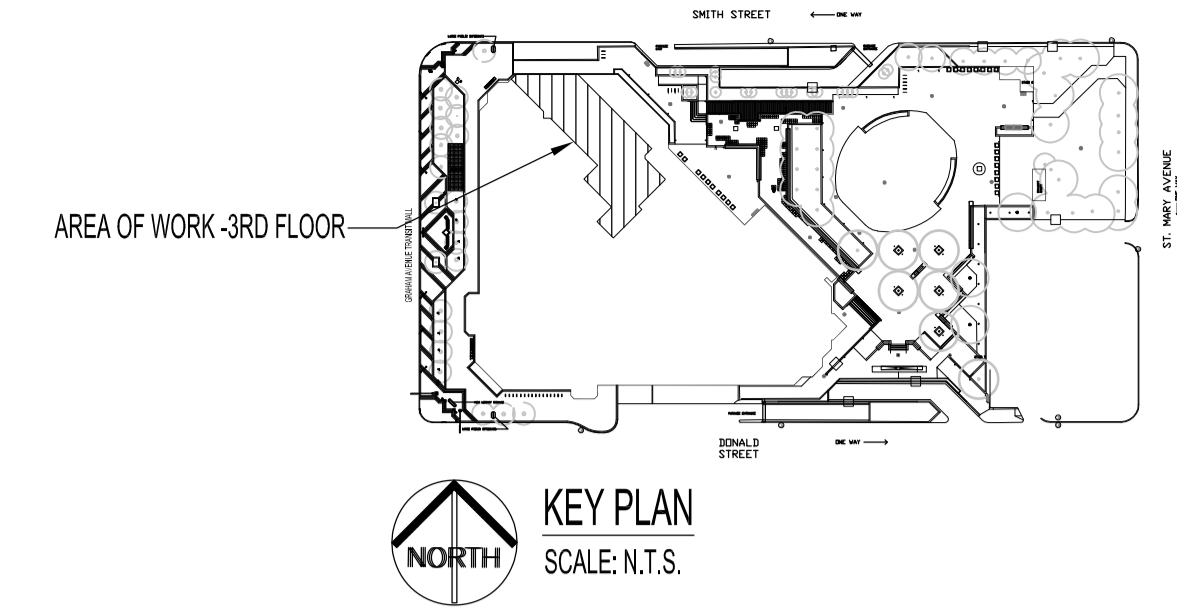 SMITH STREET
ONE WAY
AREA OF WORK -3RD FLOOR
GRAHAM AVENUE TRANSIT MALL
ST. MARY AVENUE
DONALD
STREET
ONE WAY
NORTH
KEY PLAN
SCALE: N.T.S.